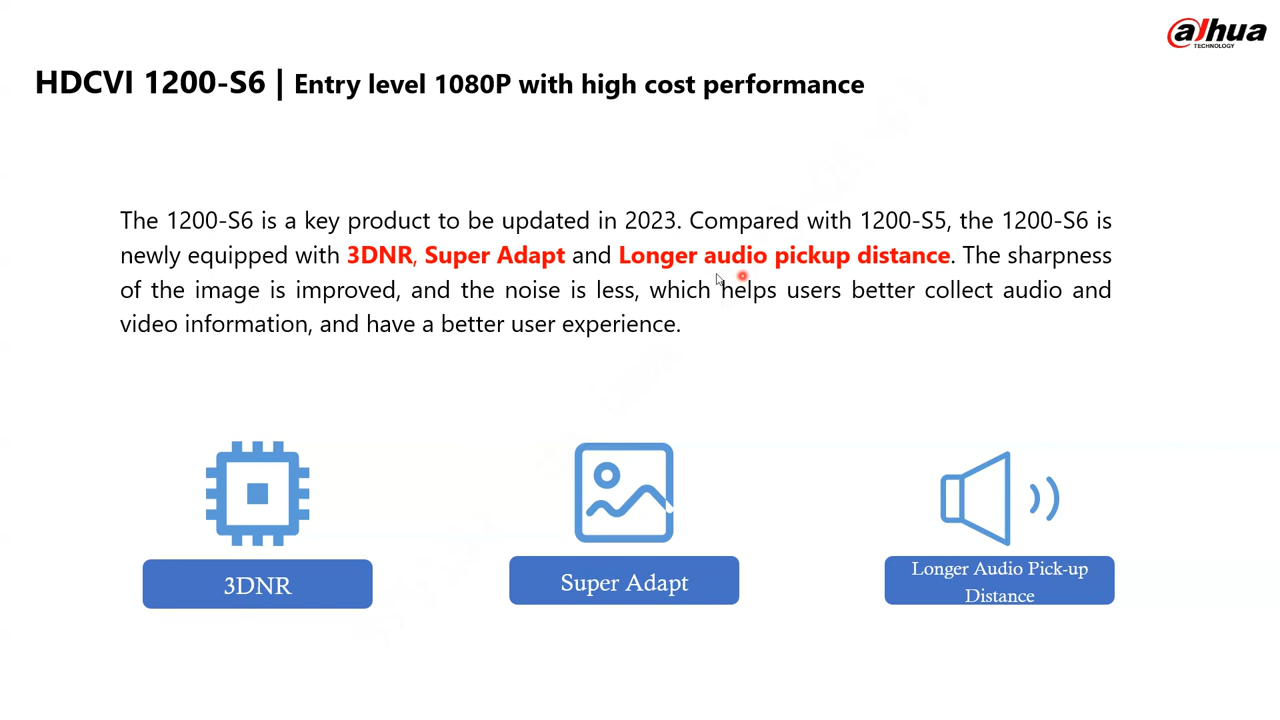 alhua
TECHNOLOGY
HDCVI 1200-S6 | Entry level 1080P with high cost performance
The 1200-S6 is a key product to be updated in 2023. Compared with 1200-S5, the 1200-S6 is
newly equipped with 3DNR, Super Adapt and Longer audio pickup distance. The sharpness
of the image is improved, and the noise is less, which helps users better collect audio and
video information, and have a better user experience.
3DNR
Super Adapt
Longer Audio Pick-up
Distance